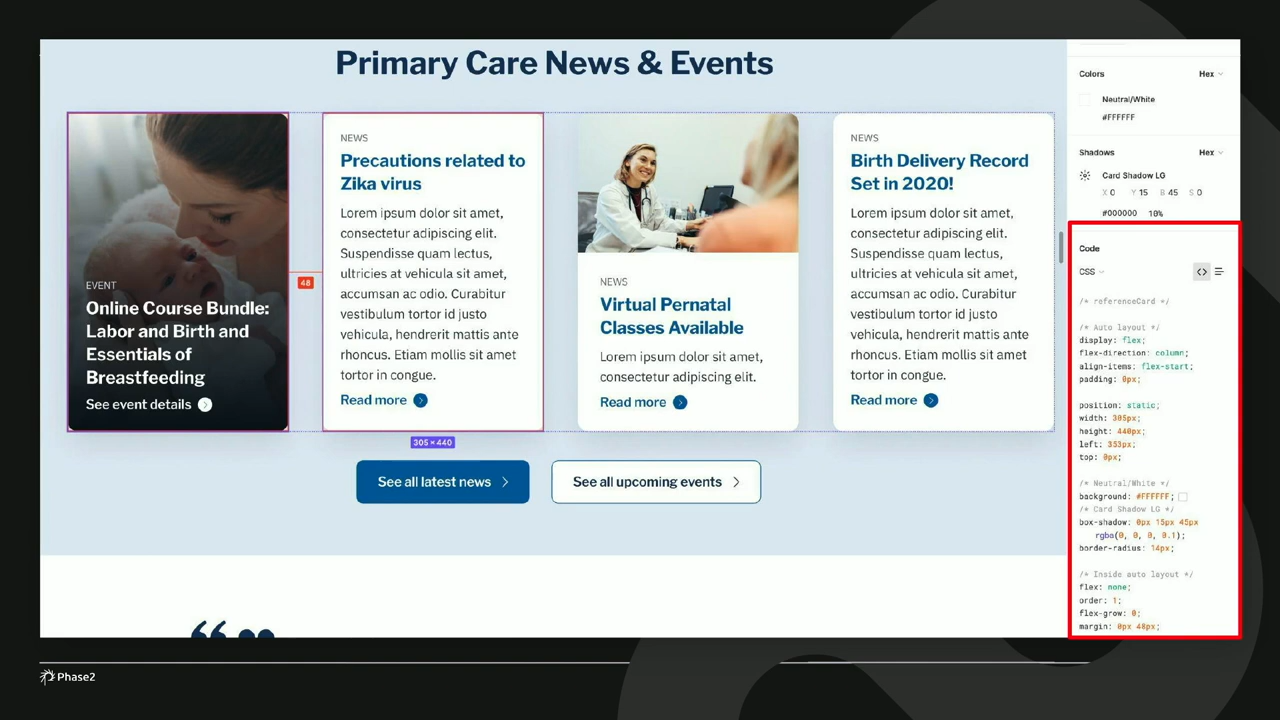 Primary Care News & Events
EVENT
Online Course Bundle:
Labor and Birth and
Essentials of
Breastfeeding
See event details
48
NEWS
Precautions related to
Zika virus
Lorem ipsum dolor sit amet,
consectetur adipiscing elit.
Suspendisse quam lectus,
ultricies at vehicula sit amet,
accumsan ac odio. Curabitur
vestibulum tortor id justo
vehicula, hendrerit mattis ante
rhoncus. Etiam mollis sit amet
tortor in congue.
Read more
305 × 440
NEWS
Virtual Pernatal
Classes Available
Lorem ipsum dolor sit amet,
consectetur adipiscing elit.
Read more
NEWS
Birth Delivery Record
Set in 2020!
Lorem ipsum dolor sit amet,
consectetur adipiscing elit.
Suspendisse quam lectus,
ultricies at vehicula sit amet,
accumsan ac odio. Curabitur
vestibulum tortor id justo
vehicula, hendrerit mattis ante
rhoncus. Etiam mollis sit amet
tortor in congue.
Read more
See all latest news
See all upcoming events
Colors Hex
Neutral/White
#FFFFFF
Shadows Hex
Card Shadow LG
X 0 Y 15 B 45 S 0
#000000 10%
Code
CSS
/* referenceCard */
/* Auto layout */
display: flex;
flex-direction: column;
align-items: flex-start;
padding: 0px;
position: static;
width: 305px;
height: 440px;
left: 353px;
top: 0px;
/* Neutral/White */
background: #FFFFFF;
/* Card Shadow LG */
box-shadow: 0px 15px 45px
rgba(0, 0, 0, 0.1);
border-radius: 14px;
/* Inside auto layout */
flex: none;
order: 1;
flex-grow: 0;
margin: 0px 48px;
Phase2